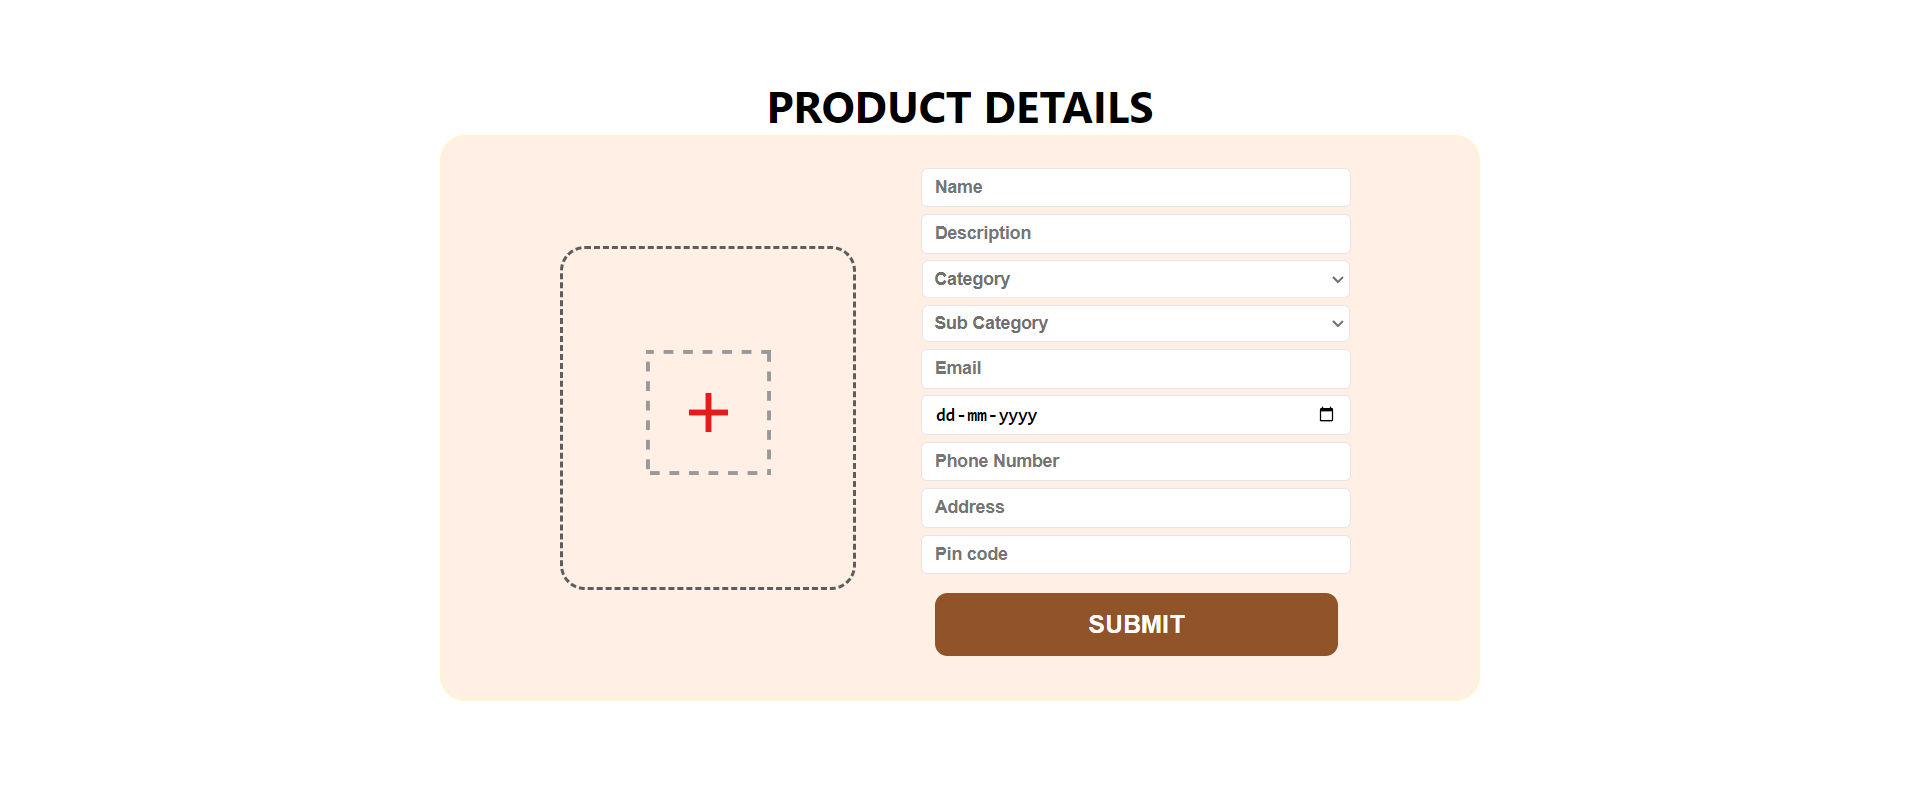 PRODUCT DETAILS
Name
Description
Category
Sub Category
Email
dd-mm-yyyy
Phone Number
Address
Pin code
SUBMIT